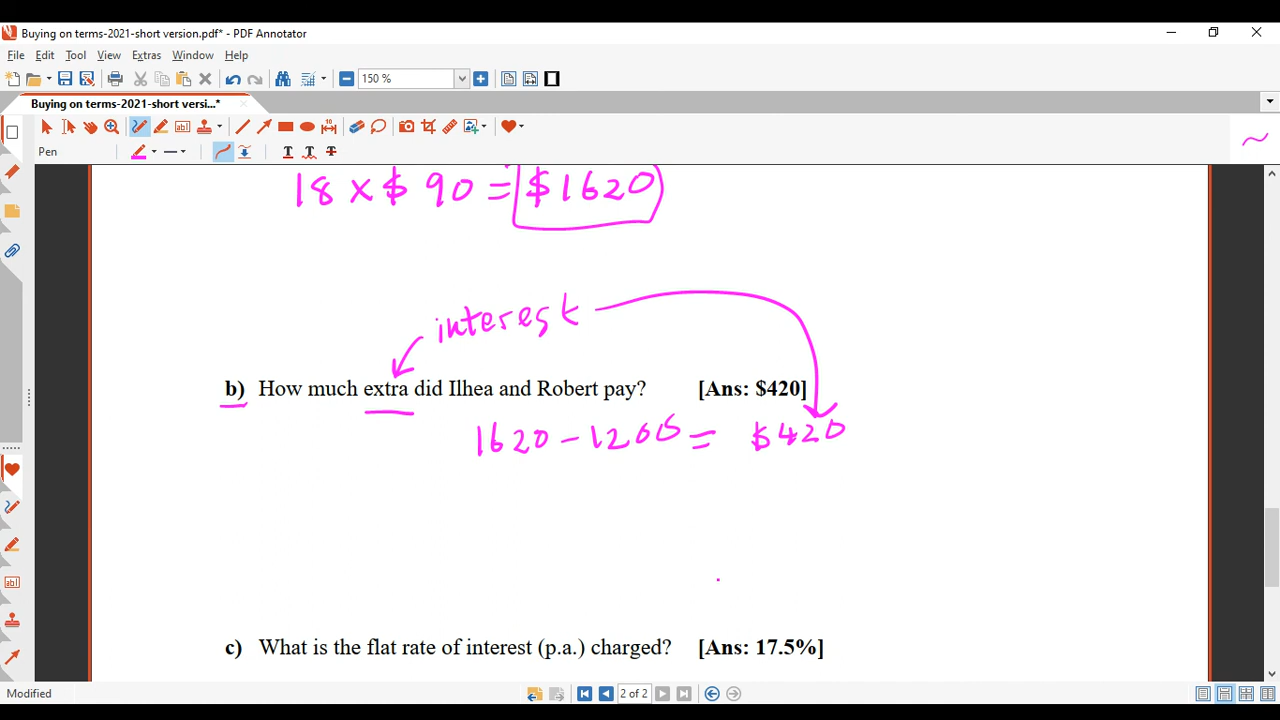 Buying on terms-2021-short version.pdf* - PDF Annotator
File Edit Tool View Extras Window Help
150 %
Buying on terms-2021-short versi...*
Pen
18 x $ 90 = $1620
interest
b) How much extra did Ilhea and Robert pay? [Ans: $420]
1620 - 1200 = $420
c) What is the flat rate of interest (p.a.) charged? [Ans: 17.5%]
Modified
2 of 2